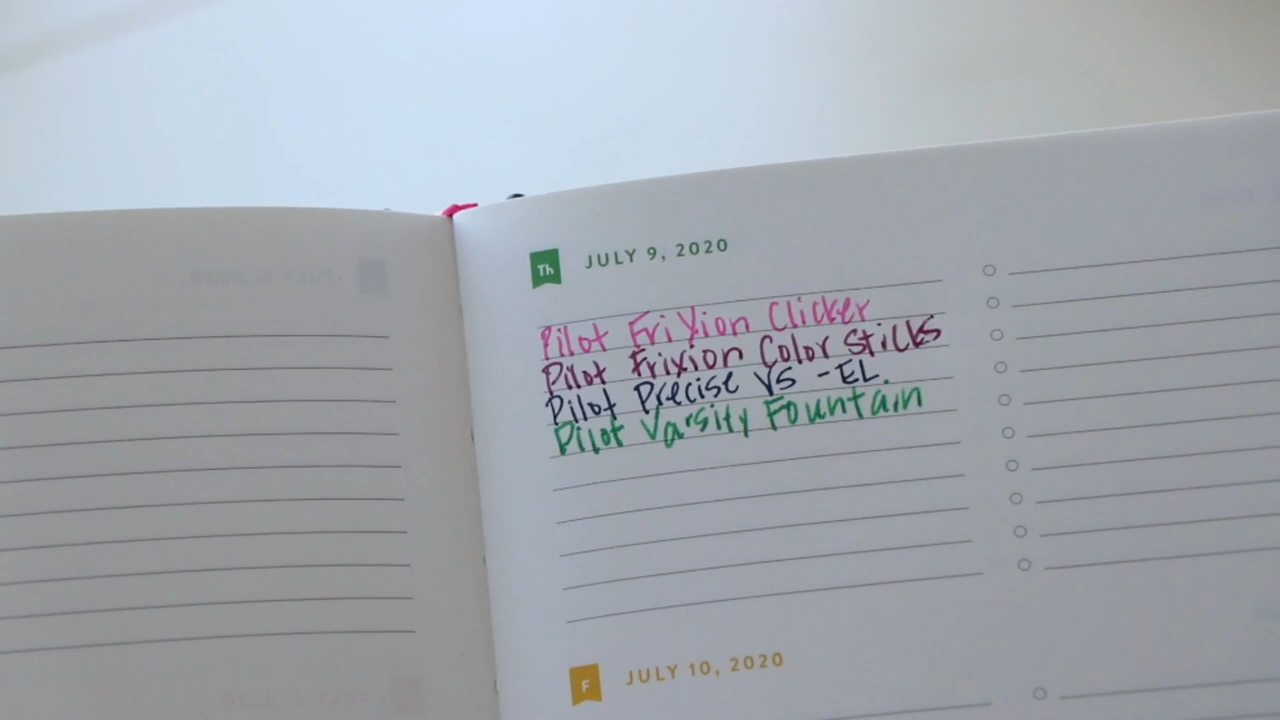 Th JULY 9, 2020
Pilot FriXion Clicker
Pilot Frixion Color Sticks
Pilot Precise V5 -EL
Pilot Varsity Fountain
F JULY 10, 2020